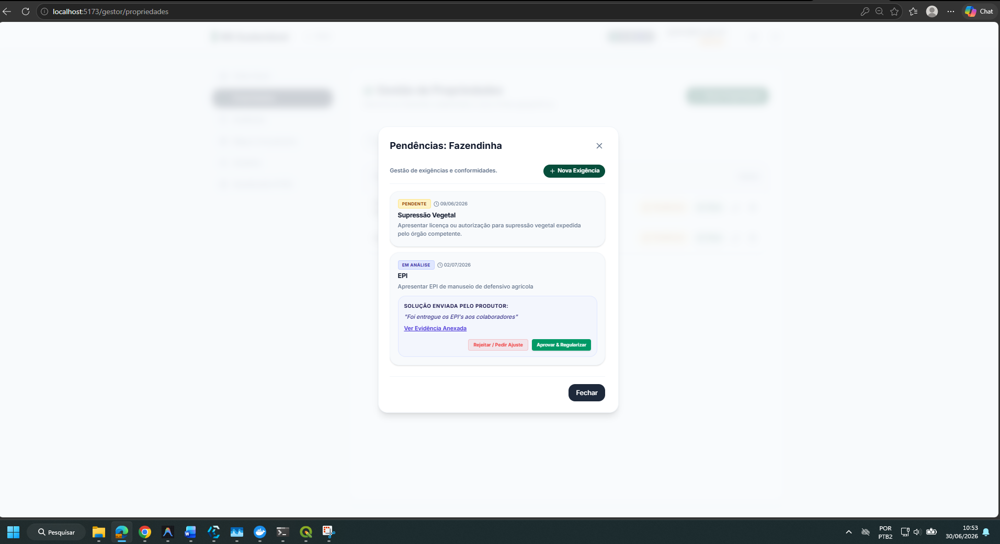 localhost:5173/gestor/propriedades
Chat
Pendências: Fazendinha
Gestão de exigências e conformidades.
+ Nova Exigência
PENDENTE 09/06/2026
Supressão Vegetal
Apresentar licença ou autorização para supressão vegetal expedida
pelo órgão competente.
EM ANÁLISE 02/07/2026
EPI
Apresentar EPI de manuseio de defensivo agrícola
SOLUÇÃO ENVIADA PELO PRODUTOR:
"Foi entregue os EPI's aos colaboradores"
Ver Evidência Anexada
Rejeitar / Pedir Ajuste
Aprovar & Regularizar
Fechar
Pesquisar
POR
PTB2
10:53
30/06/2026